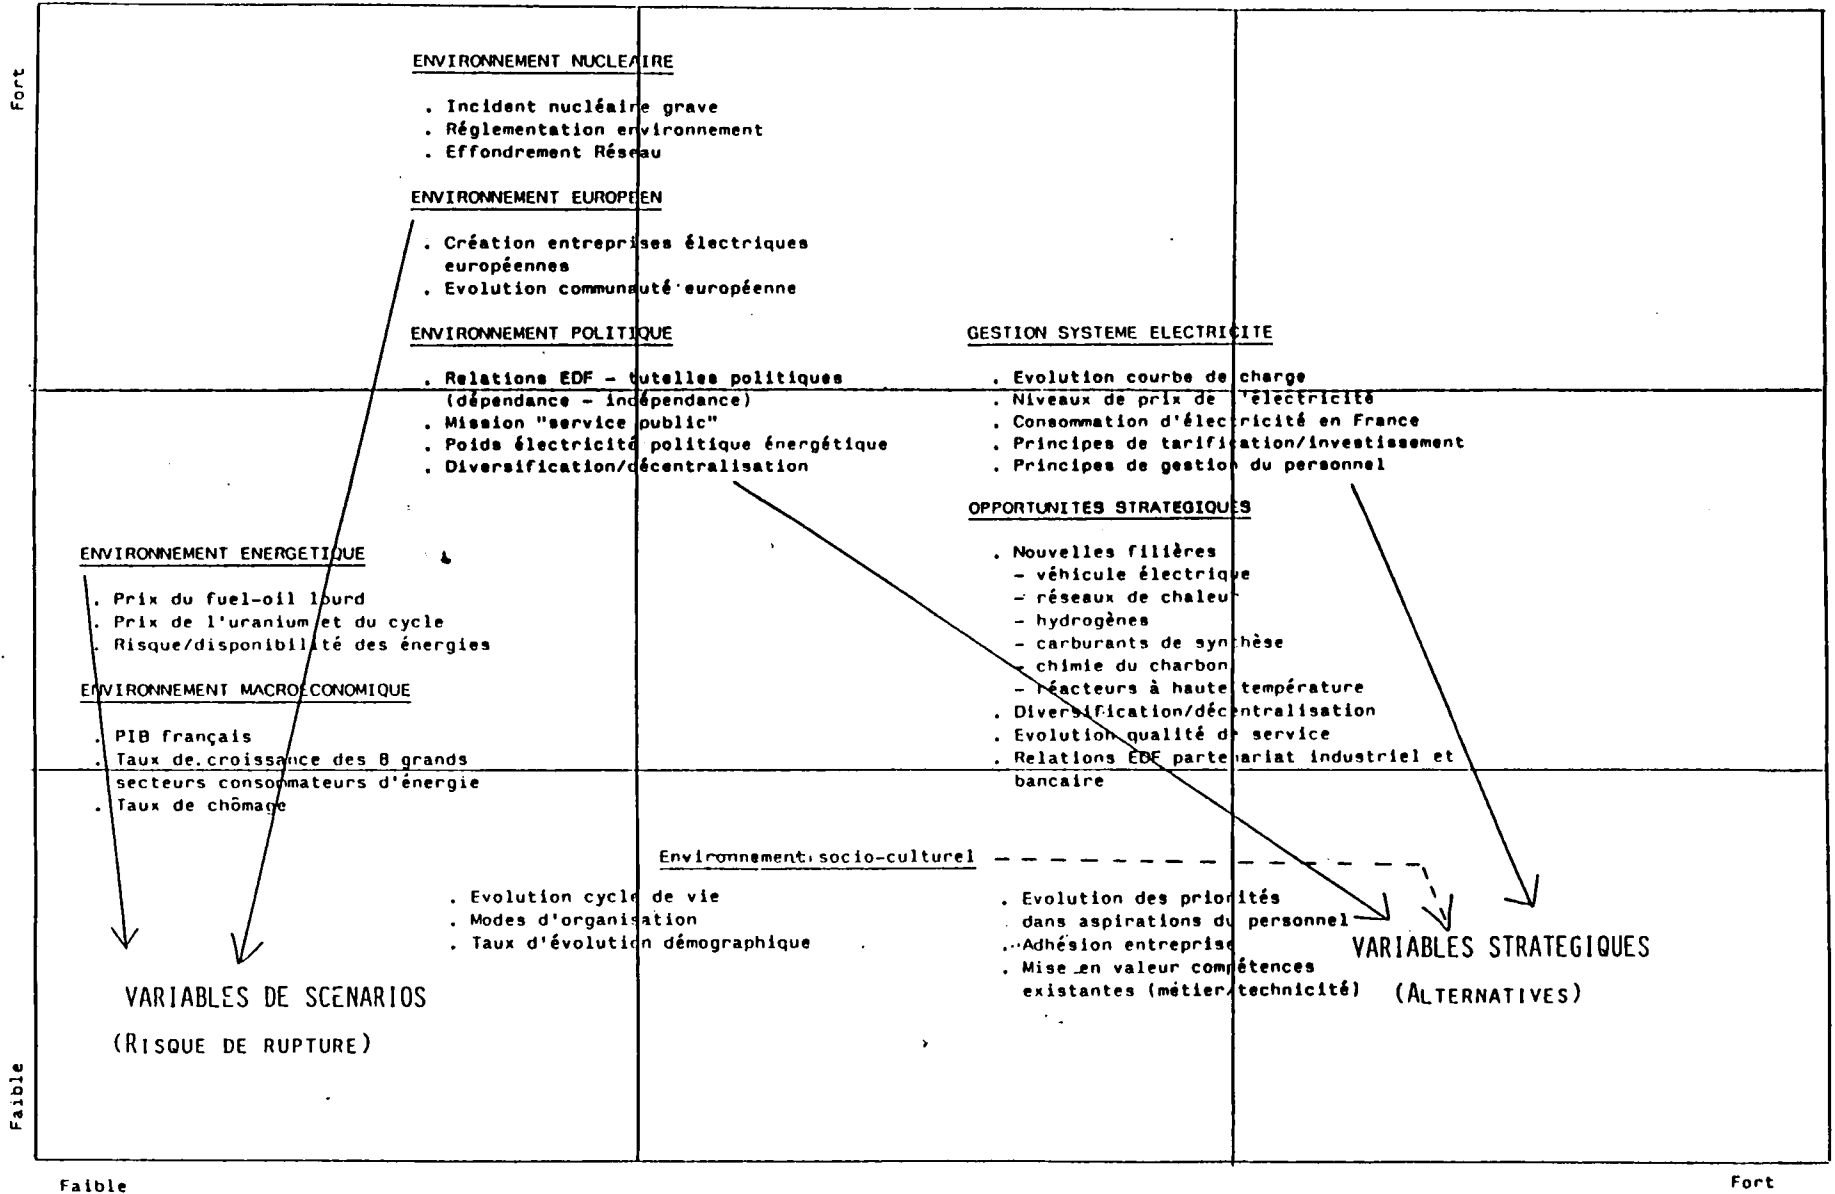 Fort
ENVIRONNEMENT NUCLEAIRE
. Incident nucléaire grave
. Réglementation environnement
. Effondrement Réseau
ENVIRONNEMENT EUROPEEN
. Création entreprises électriques
européennes
. Evolution communauté européenne
ENVIRONNEMENT POLITIQUE
. Relations EDF - tutelles politiques
(dépendance - indépendance)
. Mission "service public"
. Poids électricité politique énergétique
. Diversification/décentralisation
GESTION SYSTEME ELECTRICITE
. Evolution courbe de charge
. Niveaux de prix de l'électricité
. Consommation d'électricité en France
. Principes de tarification/investissement
. Principes de gestion du personnel
OPPORTUNITES STRATEGIQUES
. Nouvelles filières
- véhicule électrique
- réseaux de chaleur
- hydrogènes
- carburants de synthèse
- chimie du charbon
- réacteurs à haute température
. Diversification/décentralisation
. Evolution qualité de service
. Relations EDF partenariat industriel et
bancaire
ENVIRONNEMENT ENERGETIQUE
. Prix du fuel-oil lourd
. Prix de l'uranium et du cycle
. Risque/disponibilité des énergies
ENVIRONNEMENT MACROECONOMIQUE
. PIB français
. Taux de croissance des 8 grands
secteurs consommateurs d'énergie
. Taux de chômage
Environnement socio-culturel
. Evolution cycle de vie
. Modes d'organisation
. Taux d'évolution démographique
. Evolution des priorités
dans aspirations du personnel
. Adhésion entreprise
. Mise en valeur compétences
existantes (métier/technicité)
VARIABLES DE SCENARIOS
(RISQUE DE RUPTURE)
VARIABLES STRATEGIQUES
(ALTERNATIVES)
Faible
Faible
Fort